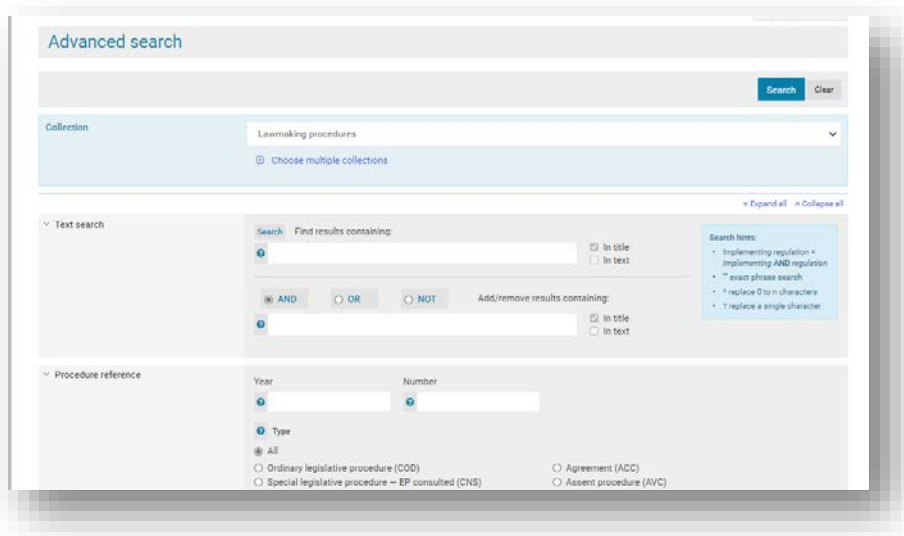 Advanced search
Search Clear
Collection
Lawmaking procedures
Choose multiple collections
Expand all Collapse all
Text search
Search Find results containing:
In title
In text
AND OR NOT Add/remove results containing:
In title
In text
Search hints:
Implementing regulation =
Implementing AND regulation
"" exact phrase search
* replace 0 to n characters
? replace a single character
Procedure reference
Year Number
Type
All
Ordinary legislative procedure (COD) Agreement (ACC)
Special legislative procedure — EP consulted (CNS) Assent procedure (AVC)